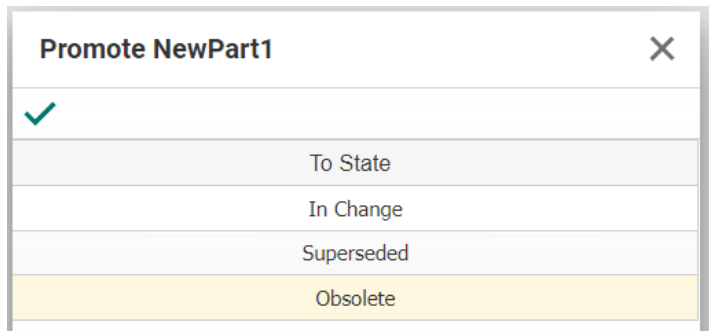 Promote NewPart1
To State
In Change
Superseded
Obsolete